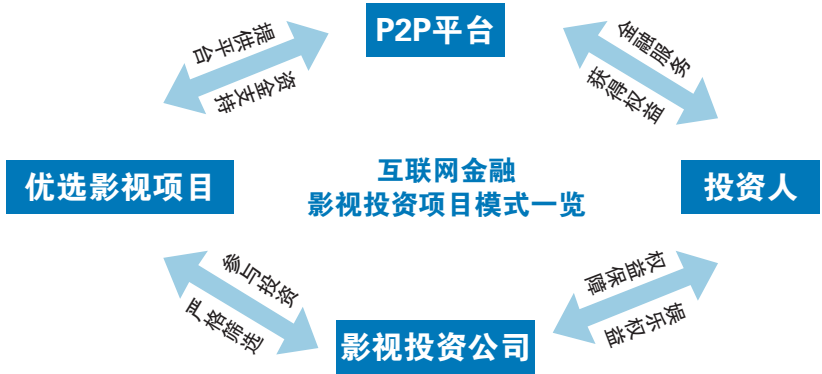 P2P平台
提供平台
资金支持
金融服务
获得权益
优选影视项目
互联网金融
影视投资项目模式一览
投资人
参与投资
严格筛选
权益保障
娱乐权益
影视投资公司